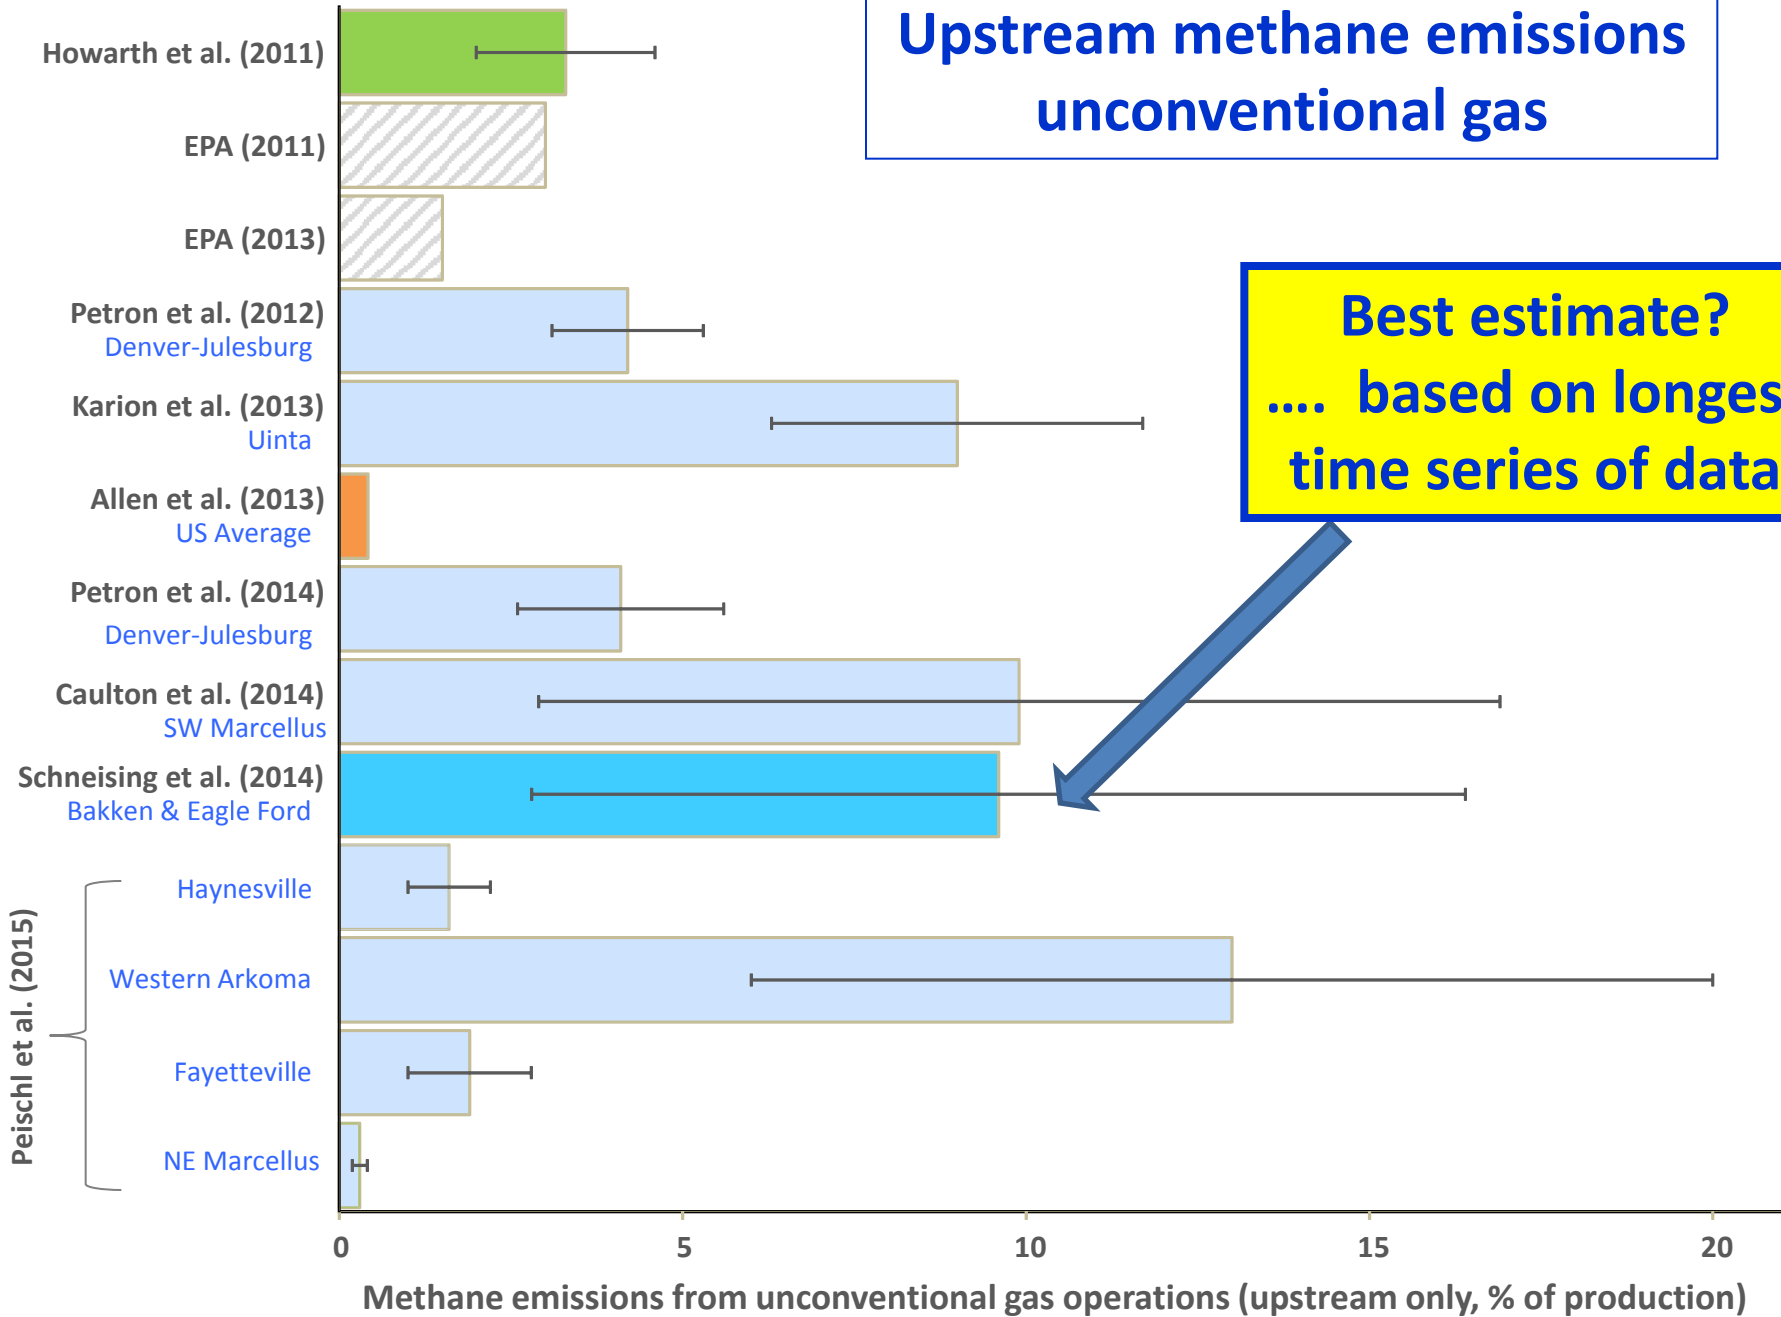 Upstream methane emissions
unconventional gas
Howarth et al. (2011)
EPA (2011)
EPA (2013)
Petron et al. (2012)
Denver-Julesburg
Karion et al. (2013)
Uinta
Allen et al. (2013)
US Average
Petron et al. (2014)
Denver-Julesburg
Caulton et al. (2014)
SW Marcellus
Schneising et al. (2014)
Bakken & Eagle Ford
Peischl et al. (2015)
Haynesville
Western Arkoma
Fayetteville
NE Marcellus
Best estimate?
.... based on longes
time series of data
0 5 10 15 20
Methane emissions from unconventional gas operations (upstream only, % of production)